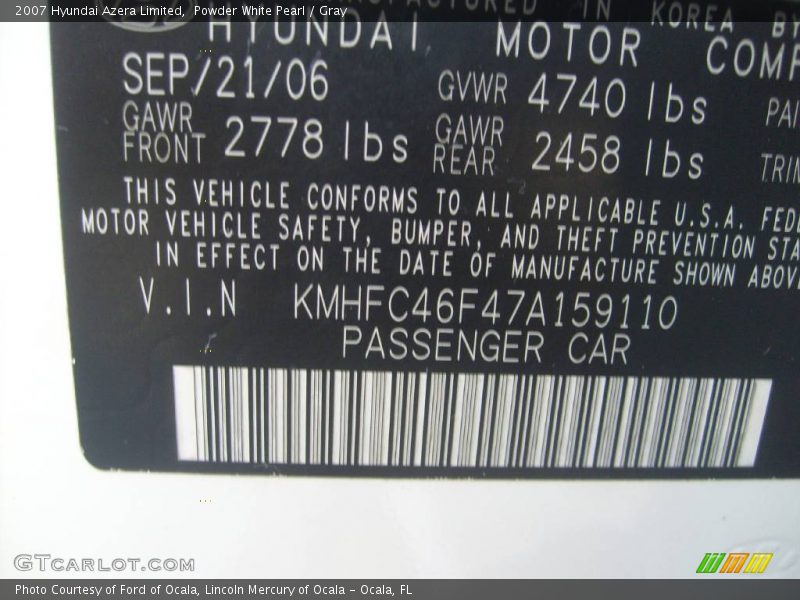 2007 Hyundai Azera Limited, Powder White Pearl / Gray
IN KOREA BY
HYUNDAI MOTOR
SEP/21/06 GVWR 4740 lbs
GAWR FRONT 2778 lbs GAWR REAR 2458 lbs
THIS VEHICLE CONFORMS TO ALL APPLICABLE U.S.A.
MOTOR VEHICLE SAFETY, BUMPER, AND THEFT PREVENTION
IN EFFECT ON THE DATE OF MANUFACTURE SHOWN
V.I.N KMHFC46F47A159110
PASSENGER CAR
GTCARLOT.COM
Photo Courtesy of Ford of Ocala, Lincoln Mercury of Ocala - Ocala, FL